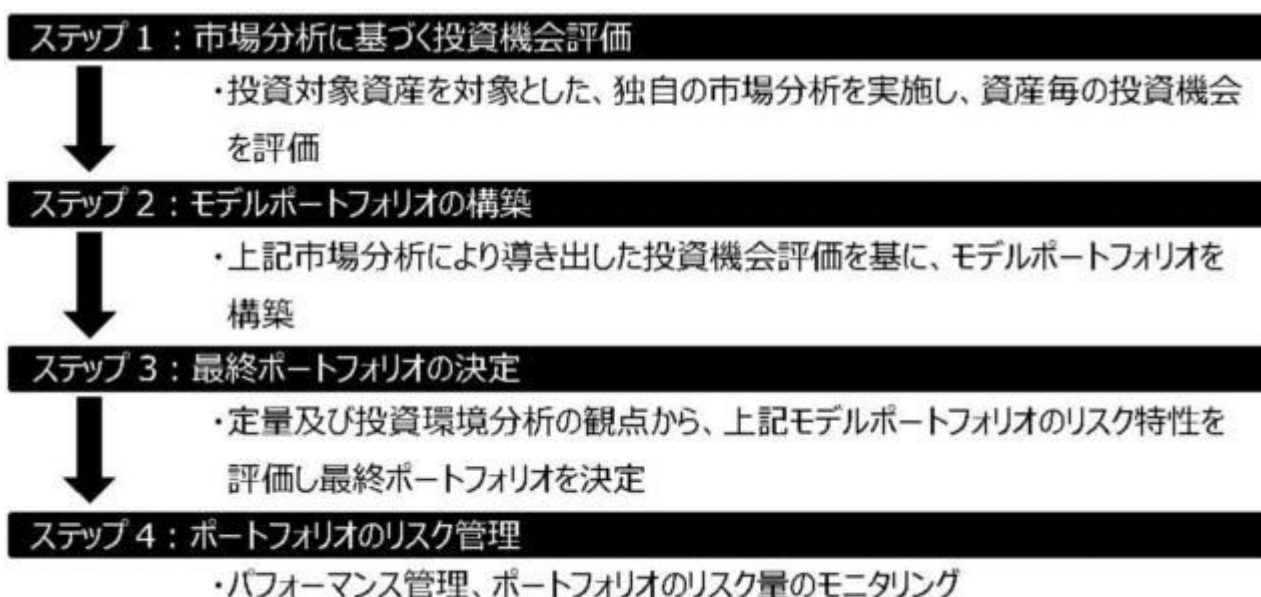 ステップ1：市場分析に基づく投資機会評価
・投資対象資産を対象とした、独自の市場分析を実施し、資産毎の投資機会
を評価
ステップ2：モデルポートフォリオの構築
・上記市場分析により導き出した投資機会評価を基に、モデルポートフォリオを
構築
ステップ3：最終ポートフォリオの決定
・定量及び投資環境分析の観点から、上記モデルポートフォリオのリスク特性を
評価し最終ポートフォリオを決定
ステップ4：ポートフォリオのリスク管理
・パフォーマンス管理、ポートフォリオのリスク量のモニタリング